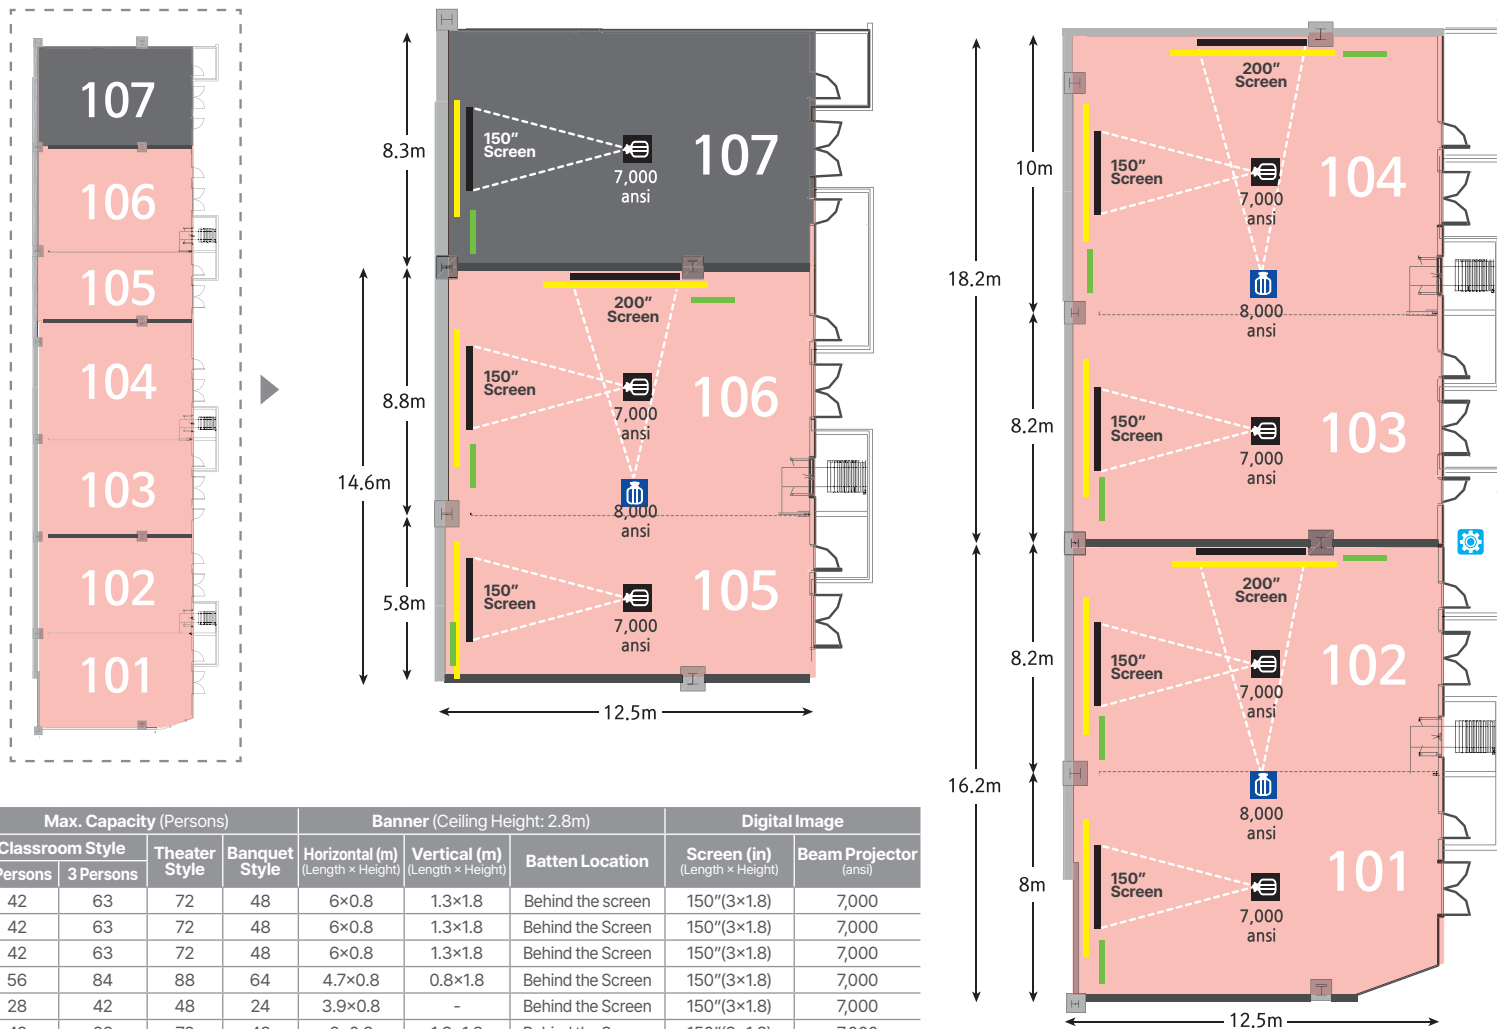 107
106
105
104
103
102
101
8.3m
150″
Screen
7,000
ansi
107
200″
Screen
8.8m
150″
Screen
7,000
ansi
106
14.6m
8,000
ansi
5.8m
150″
Screen
7,000
ansi
105
12.5m
200″
Screen
10m
150″
Screen
7,000
ansi
104
18.2m
8,000
ansi
8.2m
150″
Screen
7,000
ansi
103
200″
Screen
8.2m
150″
Screen
7,000
ansi
102
16.2m
8,000
ansi
8m
150″
Screen
7,000
ansi
101
12.5m
Max. Capacity (Persons) Banner (Ceiling Height: 2.8m) Digital Image
Classroom Style Theater Style Banquet Style Horizontal (m) (Length × Height) Vertical (m) (Length × Height) Batten Location Screen (in) (Length × Height) Beam Projector (ansi)
Persons 3 Persons
42 63 72 48 6×0.8 1.3×1.8 Behind the screen 150″(3×1.8) 7,000
42 63 72 48 6×0.8 1.3×1.8 Behind the Screen 150″(3×1.8) 7,000
42 63 72 48 6×0.8 1.3×1.8 Behind the Screen 150″(3×1.8) 7,000
56 84 88 64 4.7×0.8 0.8×1.8 Behind the Screen 150″(3×1.8) 7,000
28 42 48 24 3.9×0.8 - Behind the Screen 150″(3×1.8) 7,000